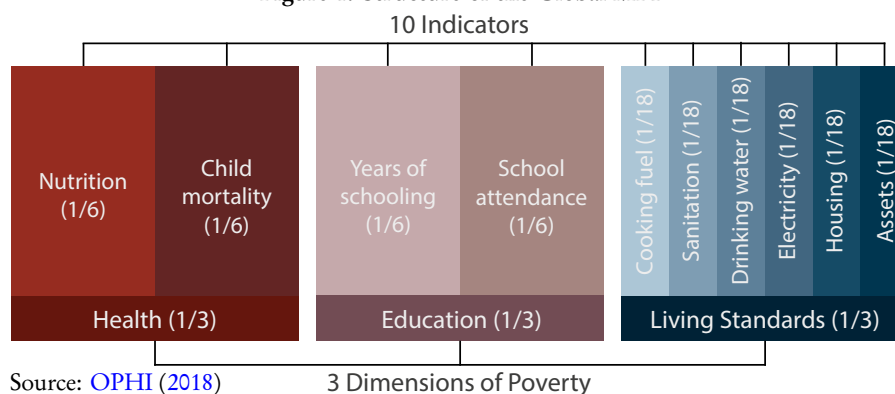 10 Indicators
Nutrition
(1/6)
Child
mortality
(1/6)
Years of
schooling
(1/6)
School
attendance
(1/6)
Cooking fuel (1/18)
Sanitation (1/18)
Drinking water (1/18)
Electricity (1/18)
Housing (1/18)
Assets (1/18)
Health (1/3)
Education (1/3)
Living Standards (1/3)
3 Dimensions of Poverty
Source: OPHI (2018)